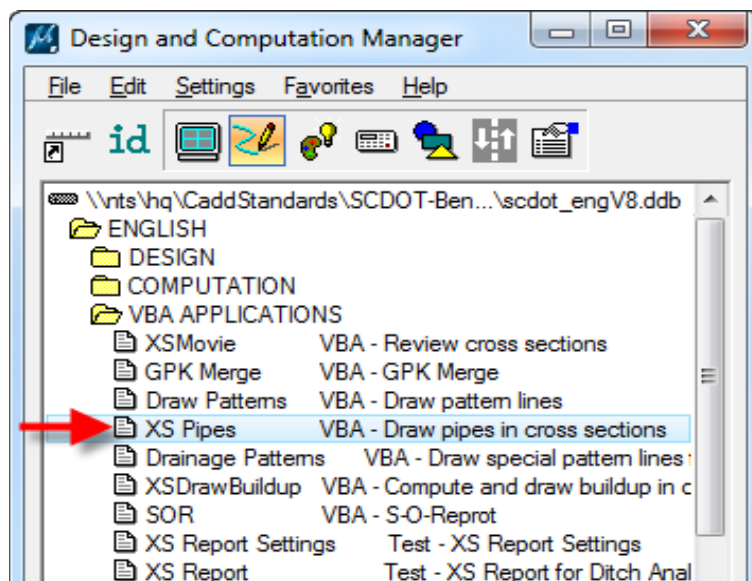 Design and Computation Manager
File Edit Settings Favorites Help
id
\\nts\hq\CaddStandards\SCDOT-Ben...\scdot_engV8.ddb
ENGLISH
DESIGN
COMPUTATION
VBA APPLICATIONS
XSMovie VBA - Review cross sections
GPK Merge VBA - GPK Merge
Draw Patterns VBA - Draw pattern lines
XS Pipes VBA - Draw pipes in cross sections
Drainage Patterns VBA - Draw special pattern lines
XSDrawBuildup VBA - Compute and draw buildup in c
SOR VBA - S-O-Reprot
XS Report Settings Test - XS Report Settings
XS Report Test - XS Report for Ditch Anal